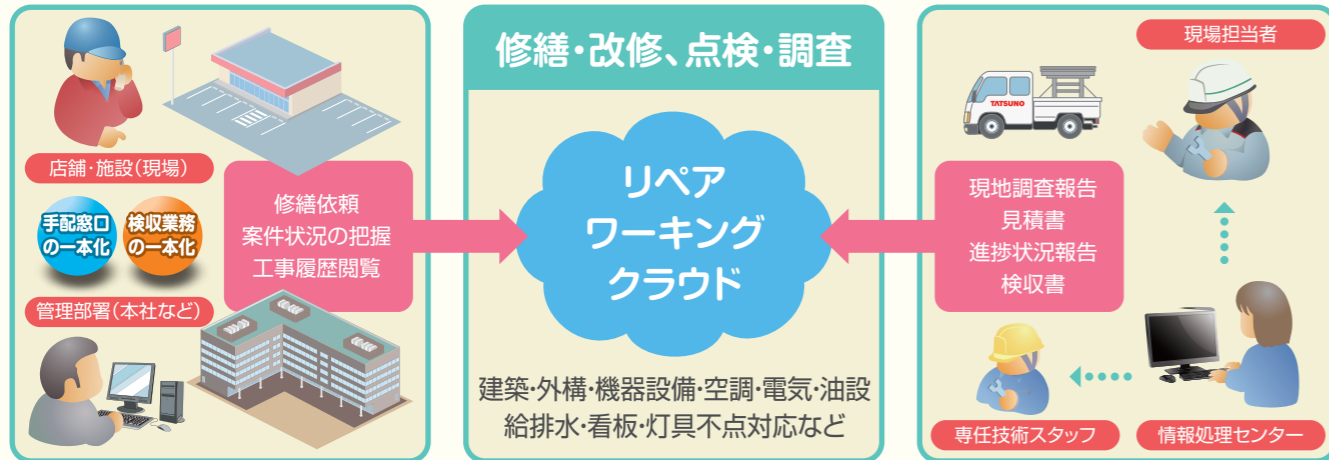 店舗・施設(現場)
手配窓口
の一本化
検収業務
の一本化
管理部署(本社など)
修繕依頼
案件状況の把握
工事履歴閲覧
修繕・改修、点検・調査
リペア
ワーキング
クラウド
建築・外構・機器設備・空調・電気・油設
給排水・看板・灯具不点対応など
現場担当者
TATSUNO
現地調査報告
見積書
進捗状況報告
検収書
専任技術スタッフ
情報処理センター